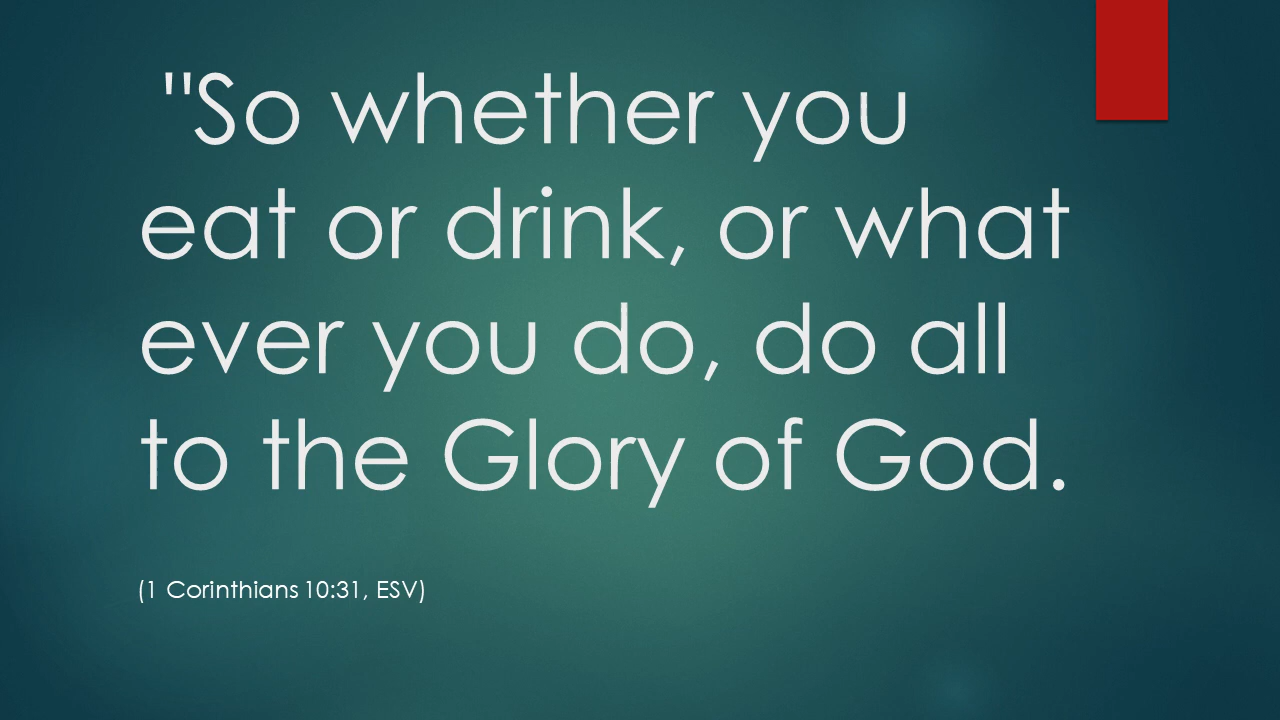 "So whether you
eat or drink, or what
ever you do, do all
to the Glory of God.
(1 Corinthians 10:31, ESV)